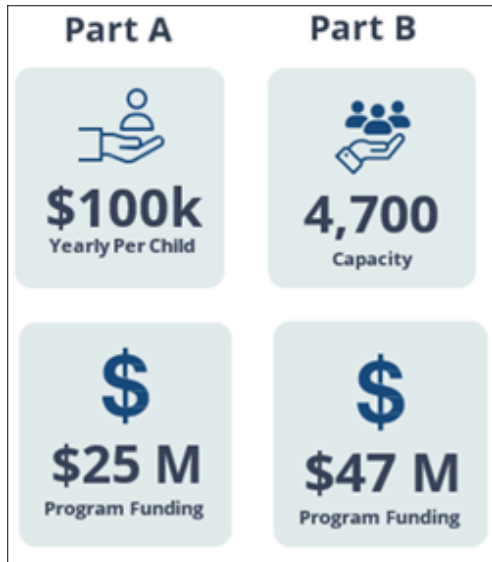 Part A
Part B
$100k
Yearly Per Child
4,700
Capacity
$
$25 M
Program Funding
$
$47 M
Program Funding